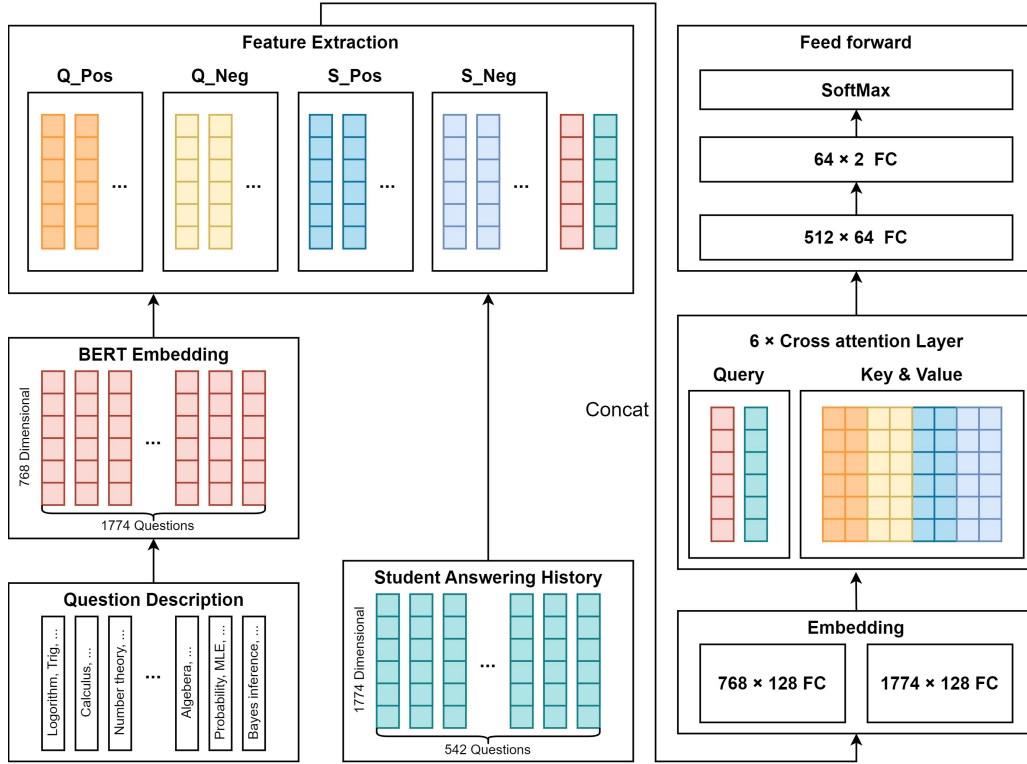 Feature Extraction
Q_Pos
Q_Neg
S_Pos
S_Neg
...
...
...
...
BERT Embedding
768 Dimensional
...
1774 Questions
Question Description
Logorithm, Trig, ...
Calculus, ...
Number theory, ...
...
Algebera, ...
Probability, MLE, ...
Bayes inference, ...
Student Answering History
1774 Dimensional
...
542 Questions
Concat
Feed forward
SoftMax
64 × 2 FC
512 × 64 FC
6 × Cross attention Layer
Query
Key & Value
Embedding
768 × 128 FC
1774 × 128 FC